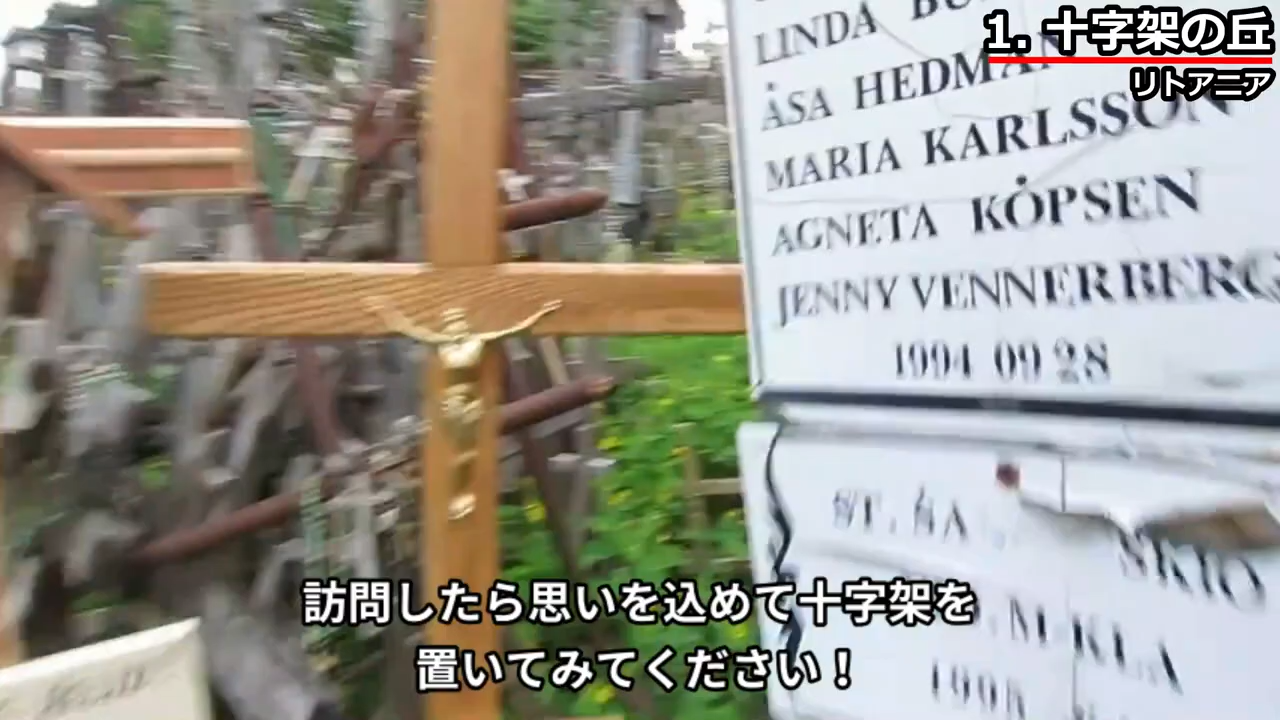 1. 十字架の丘
リトアニア
LINDA
ÅSA HEDMAN
MARIA KARLSSON
AGNETA KÖPSEN
JENNY VENNERBERG
1994 09 28
訪問したら思いを込めて十字架を
置いてみてください！